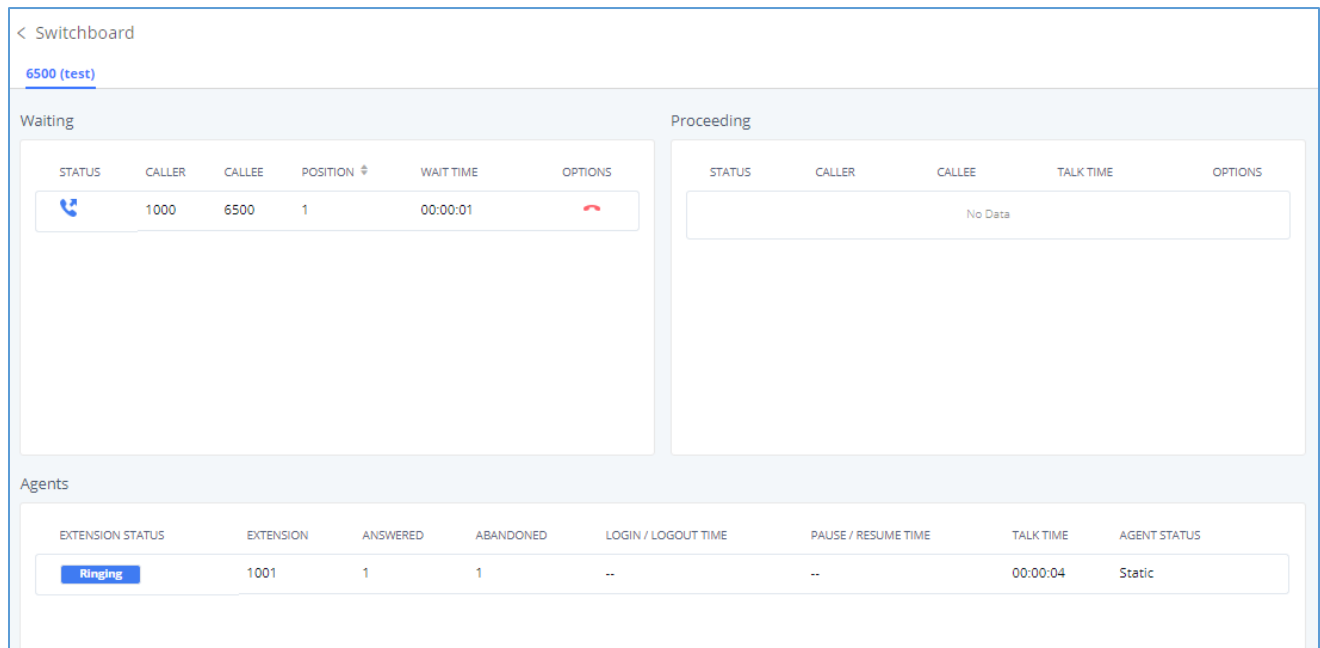 < Switchboard
6500 (test)
Waiting
STATUS CALLER CALLEE POSITION WAIT TIME OPTIONS
1000 6500 1 00:00:01
Proceeding
STATUS CALLER CALLEE TALK TIME OPTIONS
No Data
Agents
EXTENSION STATUS EXTENSION ANSWERED ABANDONED LOGIN / LOGOUT TIME PAUSE / RESUME TIME TALK TIME AGENT STATUS
Ringing 1001 1 1 -- -- 00:00:04 Static